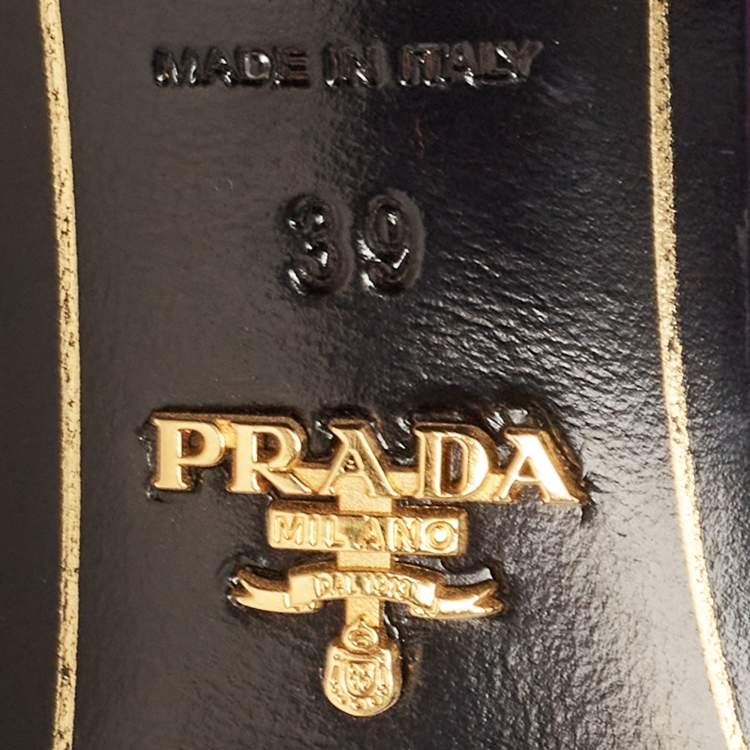 MADE IN ITALY
39
PRADA
MILANO
DAL 1913